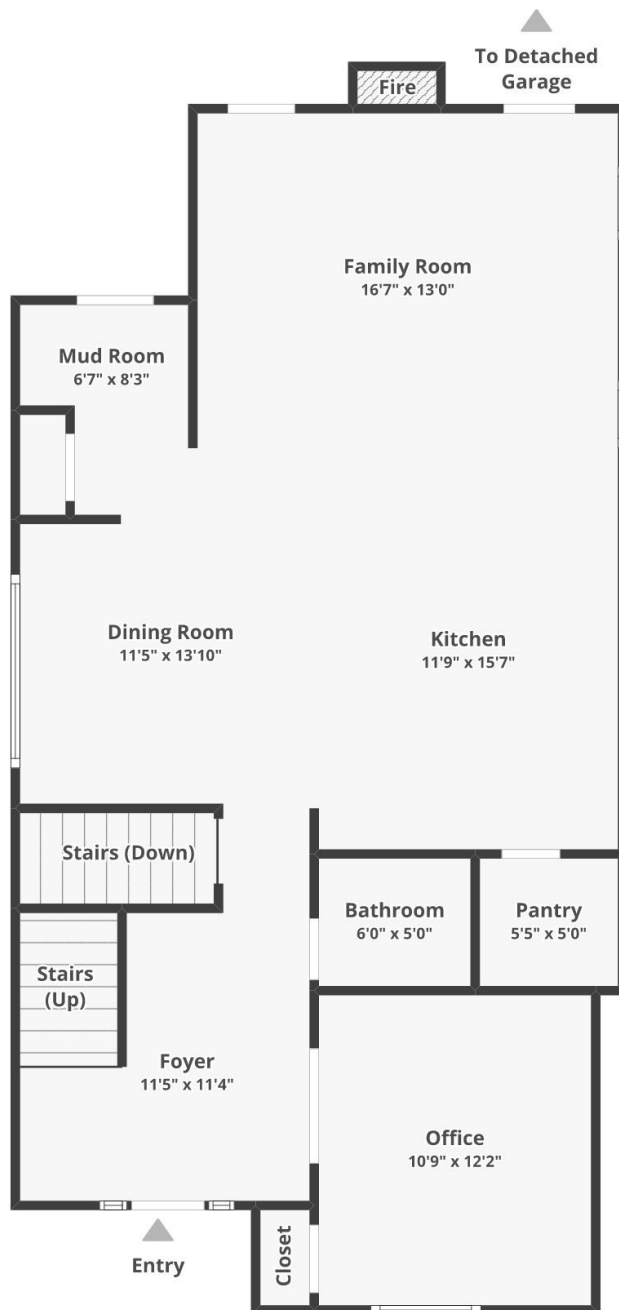 To Detached
Garage
Fire
Family Room
16'7" x 13'0"
Mud Room
6'7" x 8'3"
Dining Room
11'5" x 13'10"
Kitchen
11'9" x 15'7"
Stairs (Down)
Bathroom
6'0" x 5'0"
Pantry
5'5" x 5'0"
Stairs
(Up)
Foyer
11'5" x 11'4"
Office
10'9" x 12'2"
Closet
Entry